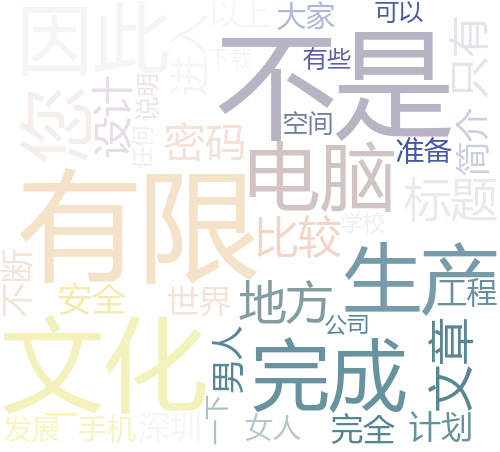 因此
以上
大家
可以
进入
不是
只有
有些
下载
您
设计
说明
任何
密码
空间
准备
简介
电脑
标题
有限
比较
学校
不断
安全
世界
地方
生产
工程
公司
文化
男人
完成
文章
一下
发展
手机
深圳
女人
完全
计划